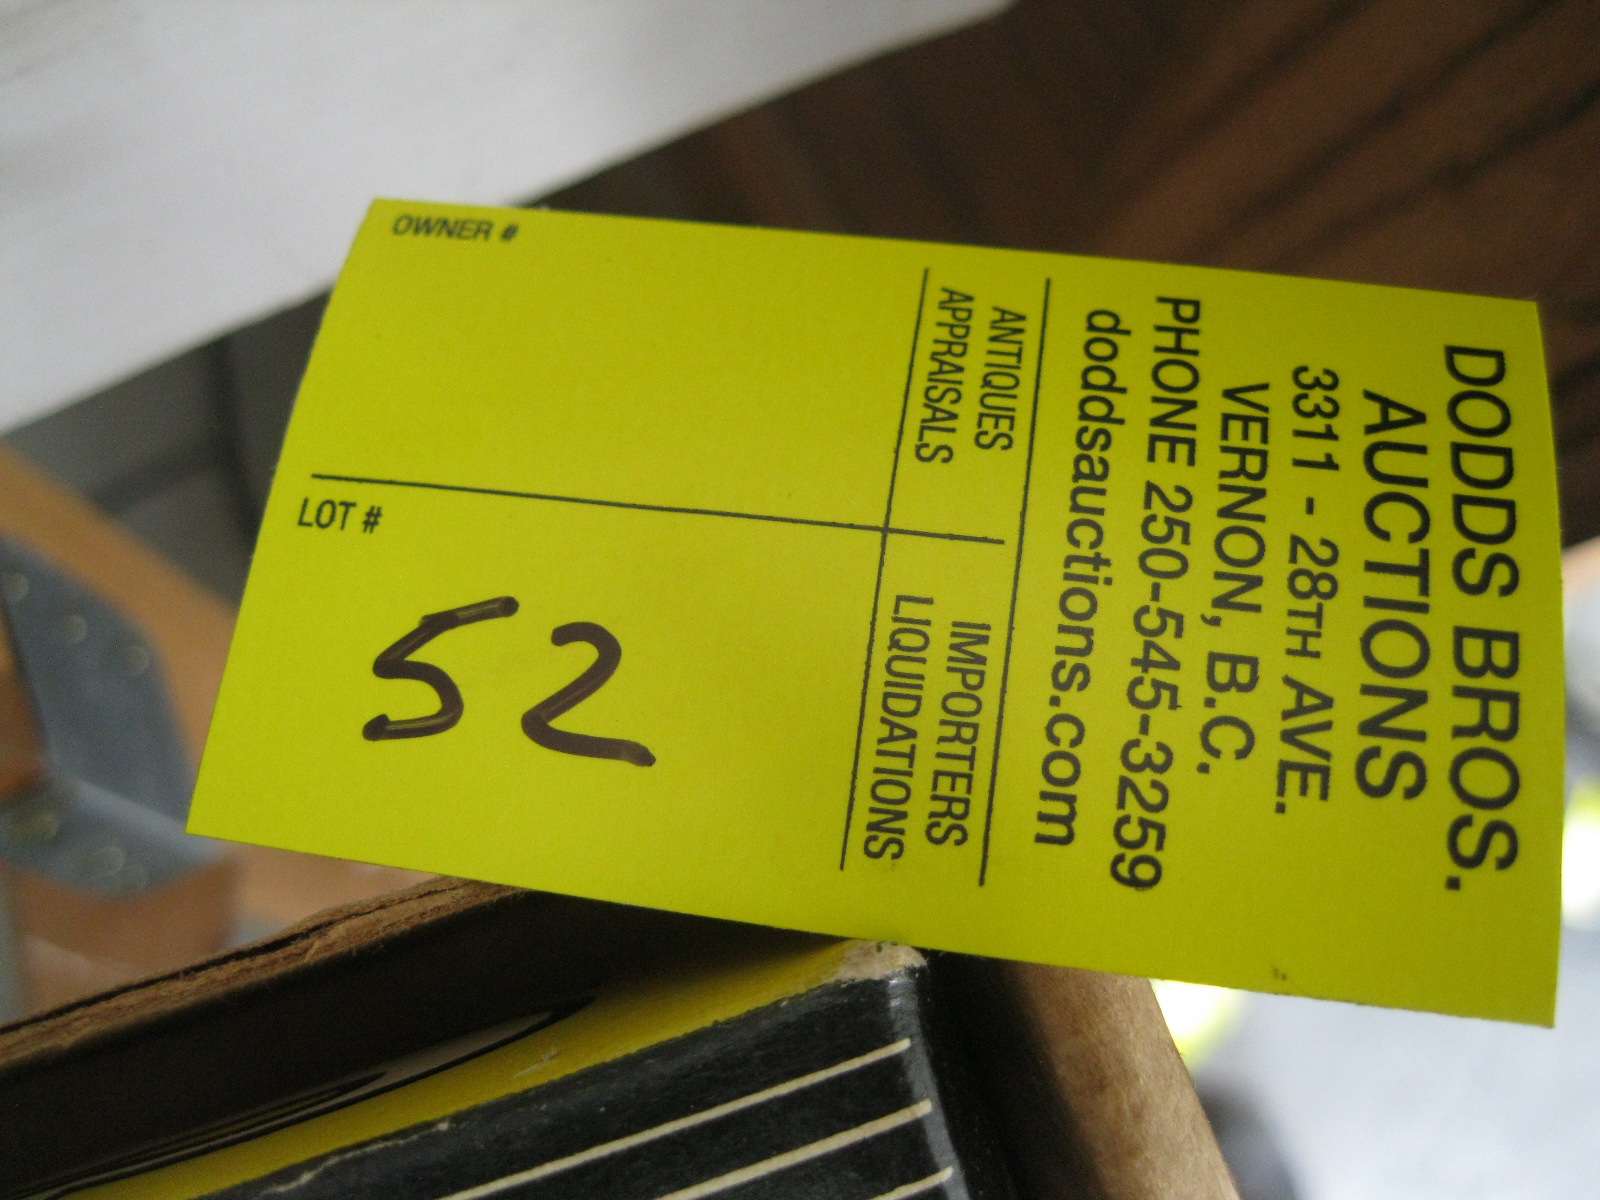 DODDS BROS.
AUCTIONS
3311 - 28TH AVE.
VERNON, B.C.
PHONE 250-545-3259
doddsauctions.com
ANTIQUES
APPRAISALS
IMPORTERS
LIQUIDATIONS
OWNER #
LOT #
52